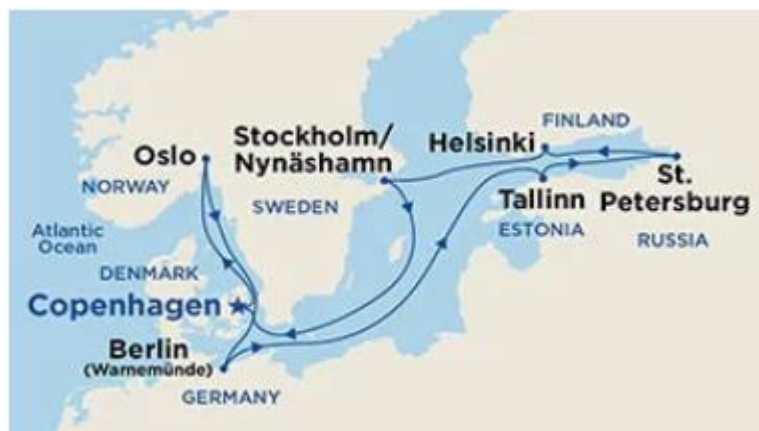 Stockholm/
Nynäshamn
Helsinki
FINLAND
Oslo
NORWAY
SWEDEN
Tallinn
ESTONIA
St.
Petersburg
RUSSIA
Atlantic
Ocean
DENMARK
Copenhagen
Berlin
(Warnemünde)
GERMANY